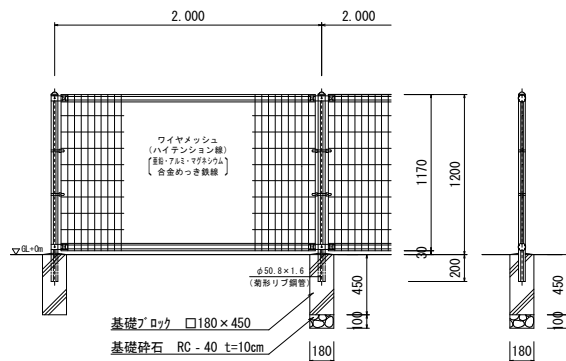 2.000
2.000
ワイヤメッシュ
(ハイテンション線)
亜鉛・アルミ・マグネシウム
合金めっき鉄線
1170
1200
GL+0m
30
φ50.8×1.6
(菊形リブ鋼管)
200
450
450
基礎ブロック □180×450
100
100
基礎砕石 RC-40 t=10cm
180
180